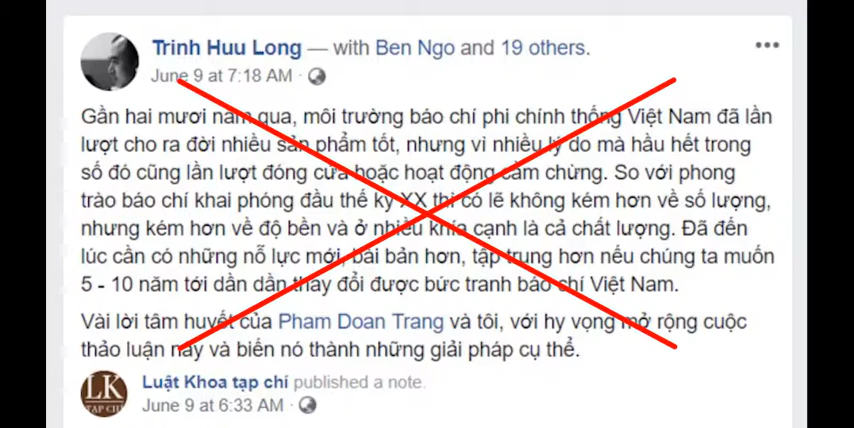 Trinh Huu Long — with Ben Ngo and 19 others.
June 9 at 7:18 AM ·
Gần hai mươi năm qua, môi trường báo chí phi chính thống Việt Nam đã lần
lượt cho ra đời nhiều sản phẩm tốt, nhưng vì nhiều lý do mà hầu hết trong
số đó cũng lần lượt đóng cửa hoặc hoạt động cầm chừng. So với phong
trào báo chí khai phóng đầu thế kỷ XX thì có lẽ không kém hơn về số lượng,
nhưng kém hơn về độ bền và ở nhiều khía cạnh là cả chất lượng. Đã đến
lúc cần có những nỗ lực mới, bài bản hơn, tập trung hơn nếu chúng ta muốn
5 - 10 năm tới dần dần thay đổi được bức tranh báo chí Việt Nam.
Vài lời tâm huyết của Pham Doan Trang và tôi, với hy vọng mở rộng cuộc
thảo luận này và biến nó thành những giải pháp cụ thể.
LK
TẠP CHÍ
Luật Khoa tạp chí published a note.
June 9 at 6:33 AM ·